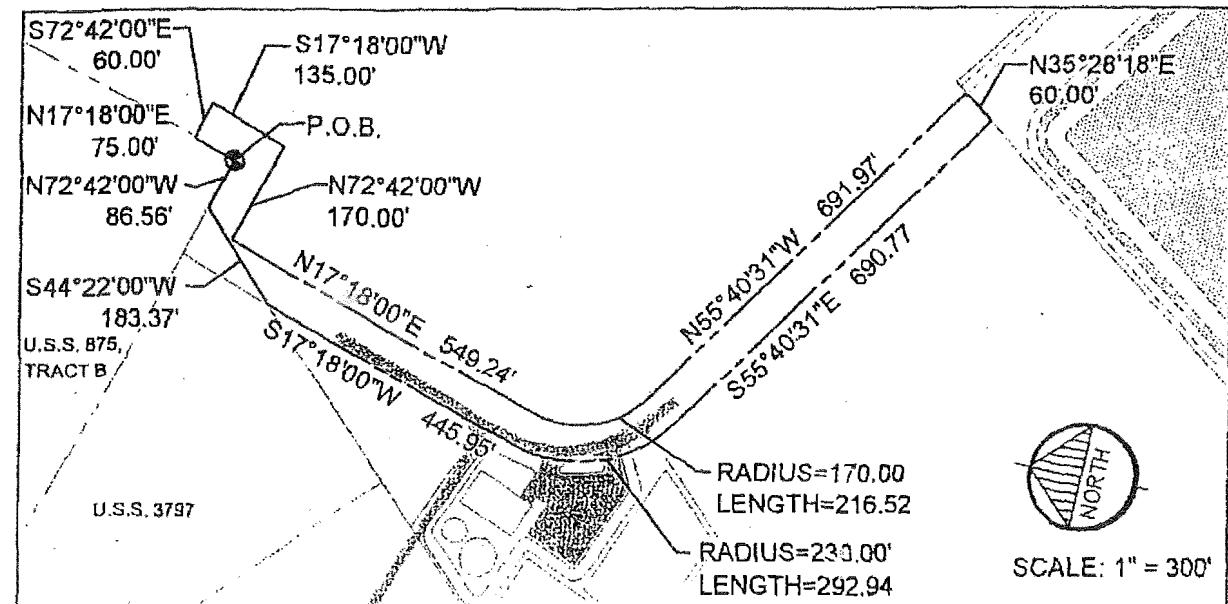 S72°42'00"E
60.00'
S17°18'00"W
135.00'
N35°28'18"E
60.00'
N17°18'00"E
75.00'
P.O.B.
N72°42'00"W
86.56'
N72°42'00"W
170.00'
N55°40'31"W 691.97'
S55°40'31"E 690.77
S44°22'00"W
183.37'
N17°18'00"E 549.24'
S17°18'00"W 445.95'
U.S.S. 875,
TRACT B
U.S.S. 3797
RADIUS=170.00
LENGTH=216.52
RADIUS=230.00'
LENGTH=292.94
NORTH
SCALE: 1" = 300'